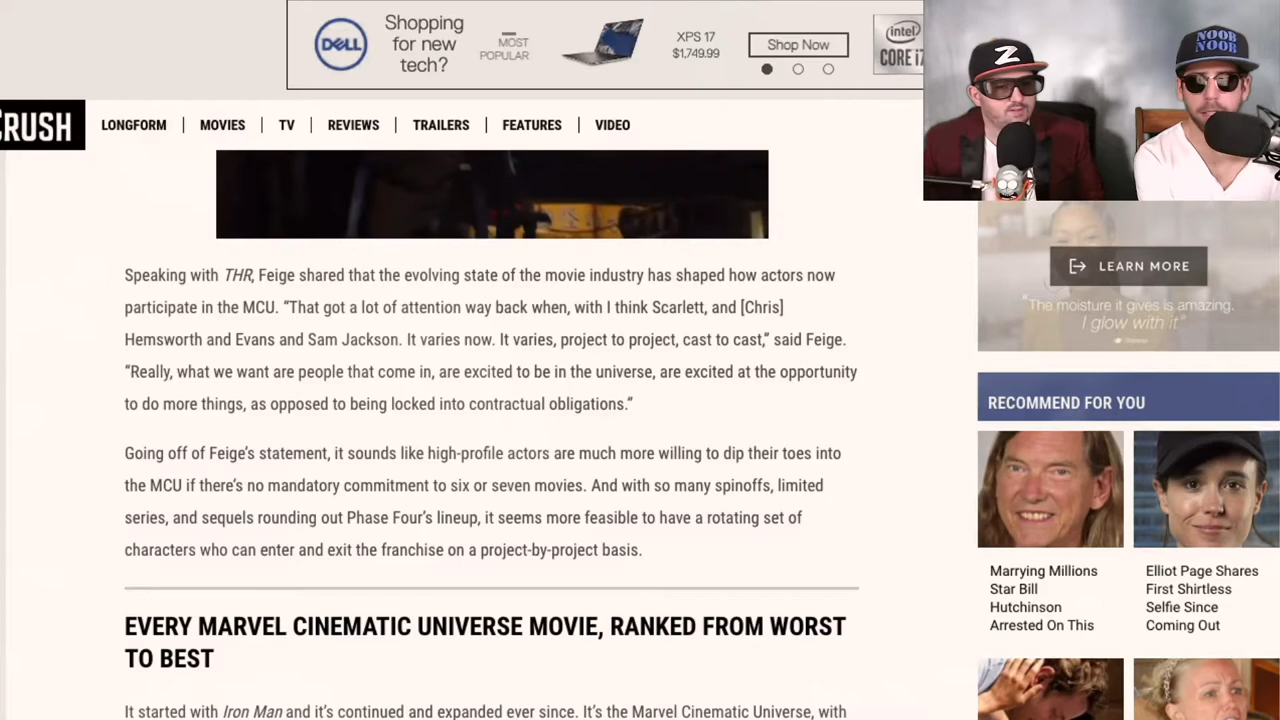 DELL
Shopping
for new
tech?
MOST
POPULAR
XPS 17
$1,749.99
Shop Now
intel
CORE i7
Z
NOOB
NOOB
CRUSH
LONGFORM | MOVIES | TV | REVIEWS | TRAILERS | FEATURES | VIDEO
LEARN MORE
"The moisture it gives is amazing.
I glow with it"
Speaking with THR, Feige shared that the evolving state of the movie industry has shaped how actors now
participate in the MCU. “That got a lot of attention way back when, with I think Scarlett, and [Chris]
Hemsworth and Evans and Sam Jackson. It varies now. It varies, project to project, cast to cast,” said Feige.
“Really, what we want are people that come in, are excited to be in the universe, are excited at the opportunity
to do more things, as opposed to being locked into contractual obligations.”
Going off of Feige’s statement, it sounds like high-profile actors are much more willing to dip their toes into
the MCU if there’s no mandatory commitment to six or seven movies. And with so many spinoffs, limited
series, and sequels rounding out Phase Four’s lineup, it seems more feasible to have a rotating set of
characters who can enter and exit the franchise on a project-by-project basis.
EVERY MARVEL CINEMATIC UNIVERSE MOVIE, RANKED FROM WORST
TO BEST
It started with Iron Man and it’s continued and expanded ever since. It’s the Marvel Cinematic Universe, with
RECOMMEND FOR YOU
Marrying Millions
Star Bill
Hutchinson
Arrested On This
Elliot Page Shares
First Shirtless
Selfie Since
Coming Out